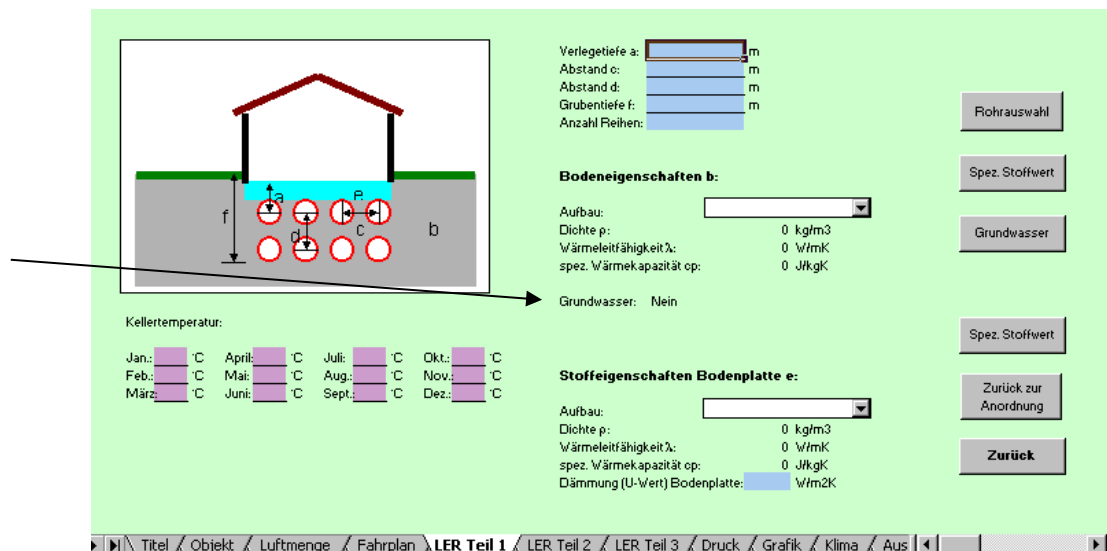 Verlegetiefe a: m
Abstand c: m
Abstand d: m
Grubentiefe f: m
Anzahl Reihen:
Rohrauswahl
a
e
f
c
d
b
Bodeneigenschaften b:
Spez. Stoffwert
Aufbau:
Dichte ρ: 0 kg/m3
Wärmeleitfähigkeit λ: 0 W/mK
spez. Wärmekapazität cp: 0 J/kgK
Grundwasser
Grundwasser: Nein
Kellertemperatur:
Jan.: °C April: °C Juli: °C Okt.: °C
Feb.: °C Mai: °C Aug.: °C Nov.: °C
März: °C Juni: °C Sept.: °C Dez.: °C
Spez. Stoffwert
Stoffeigenschaften Bodenplatte e:
Zurück zur
Anordnung
Aufbau:
Dichte ρ: 0 kg/m3
Wärmeleitfähigkeit λ: 0 W/mK
spez. Wärmekapazität cp: 0 J/kgK
Dämmung (U-Wert) Bodenplatte: W/m2K
Zurück
Titel / Objekt / Luftmenge / Fahrplan \ LER Teil 1 / LER Teil 2 / LER Teil 3 / Druck / Grafik / Klima / Aus